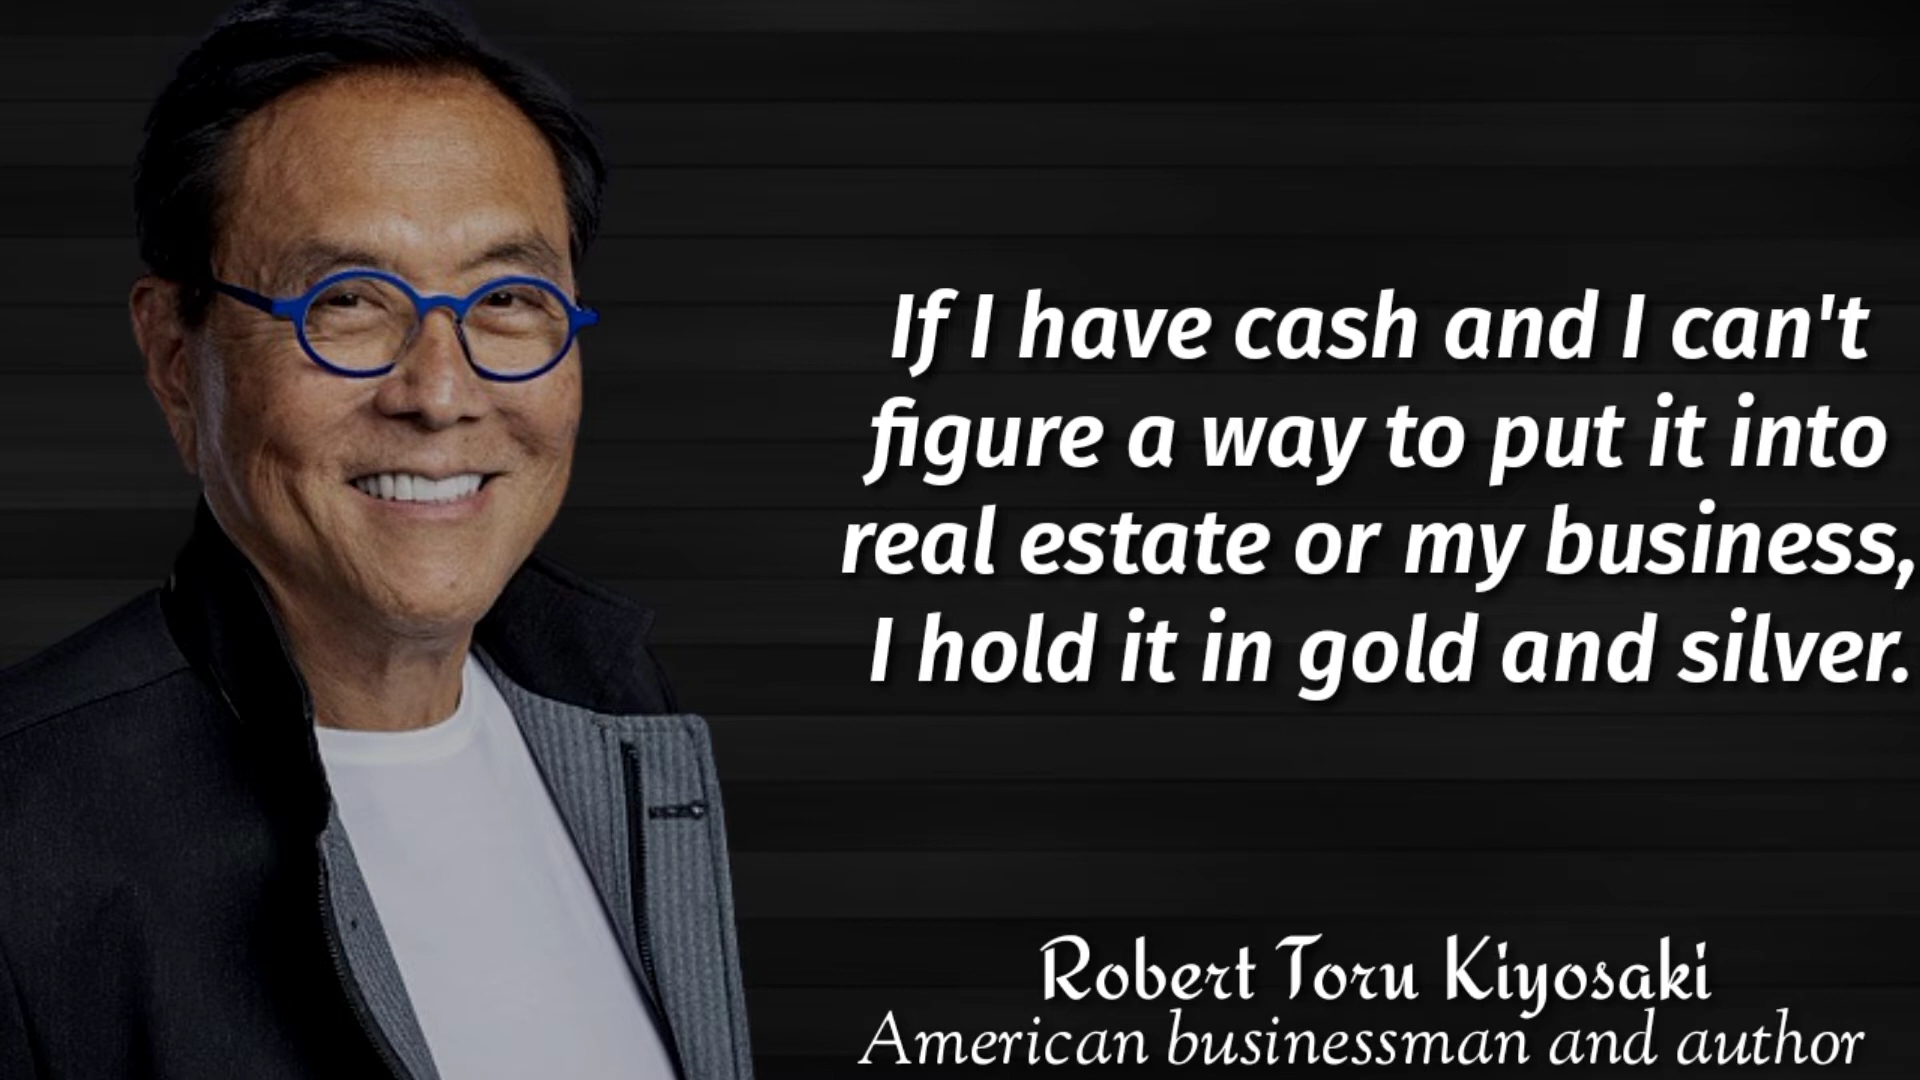 If I have cash and I can't
figure a way to put it into
real estate or my business,
I hold it in gold and silver.
Robert Toru Kiyosaki
American businessman and author